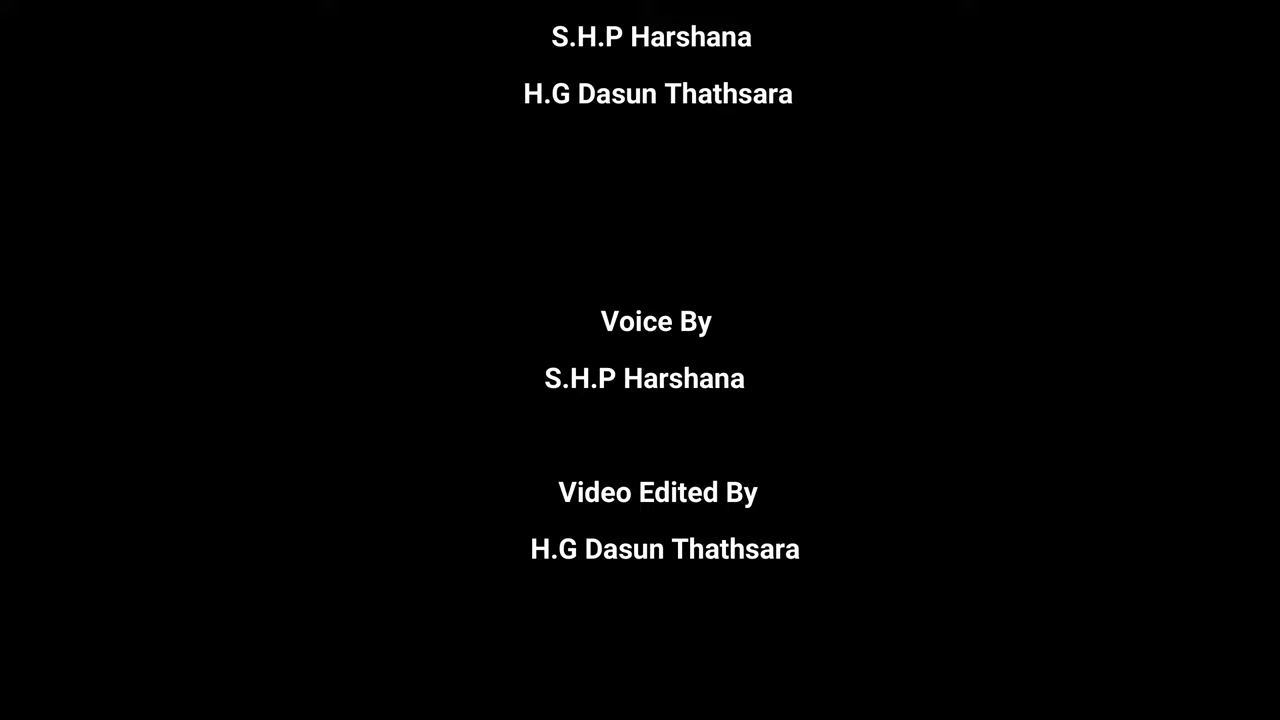 S.H.P Harshana
H.G Dasun Thathsara
Voice By
S.H.P Harshana
Video Edited By
H.G Dasun Thathsara